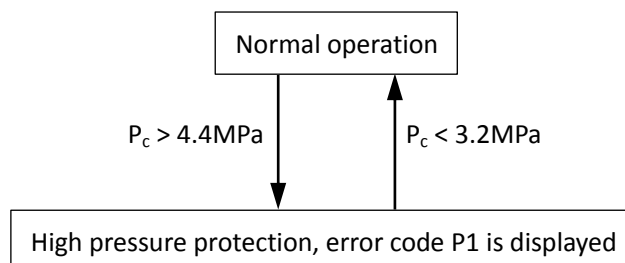 Normal operation
Pc > 4.4MPa
Pc < 3.2MPa
High pressure protection, error code P1 is displayed